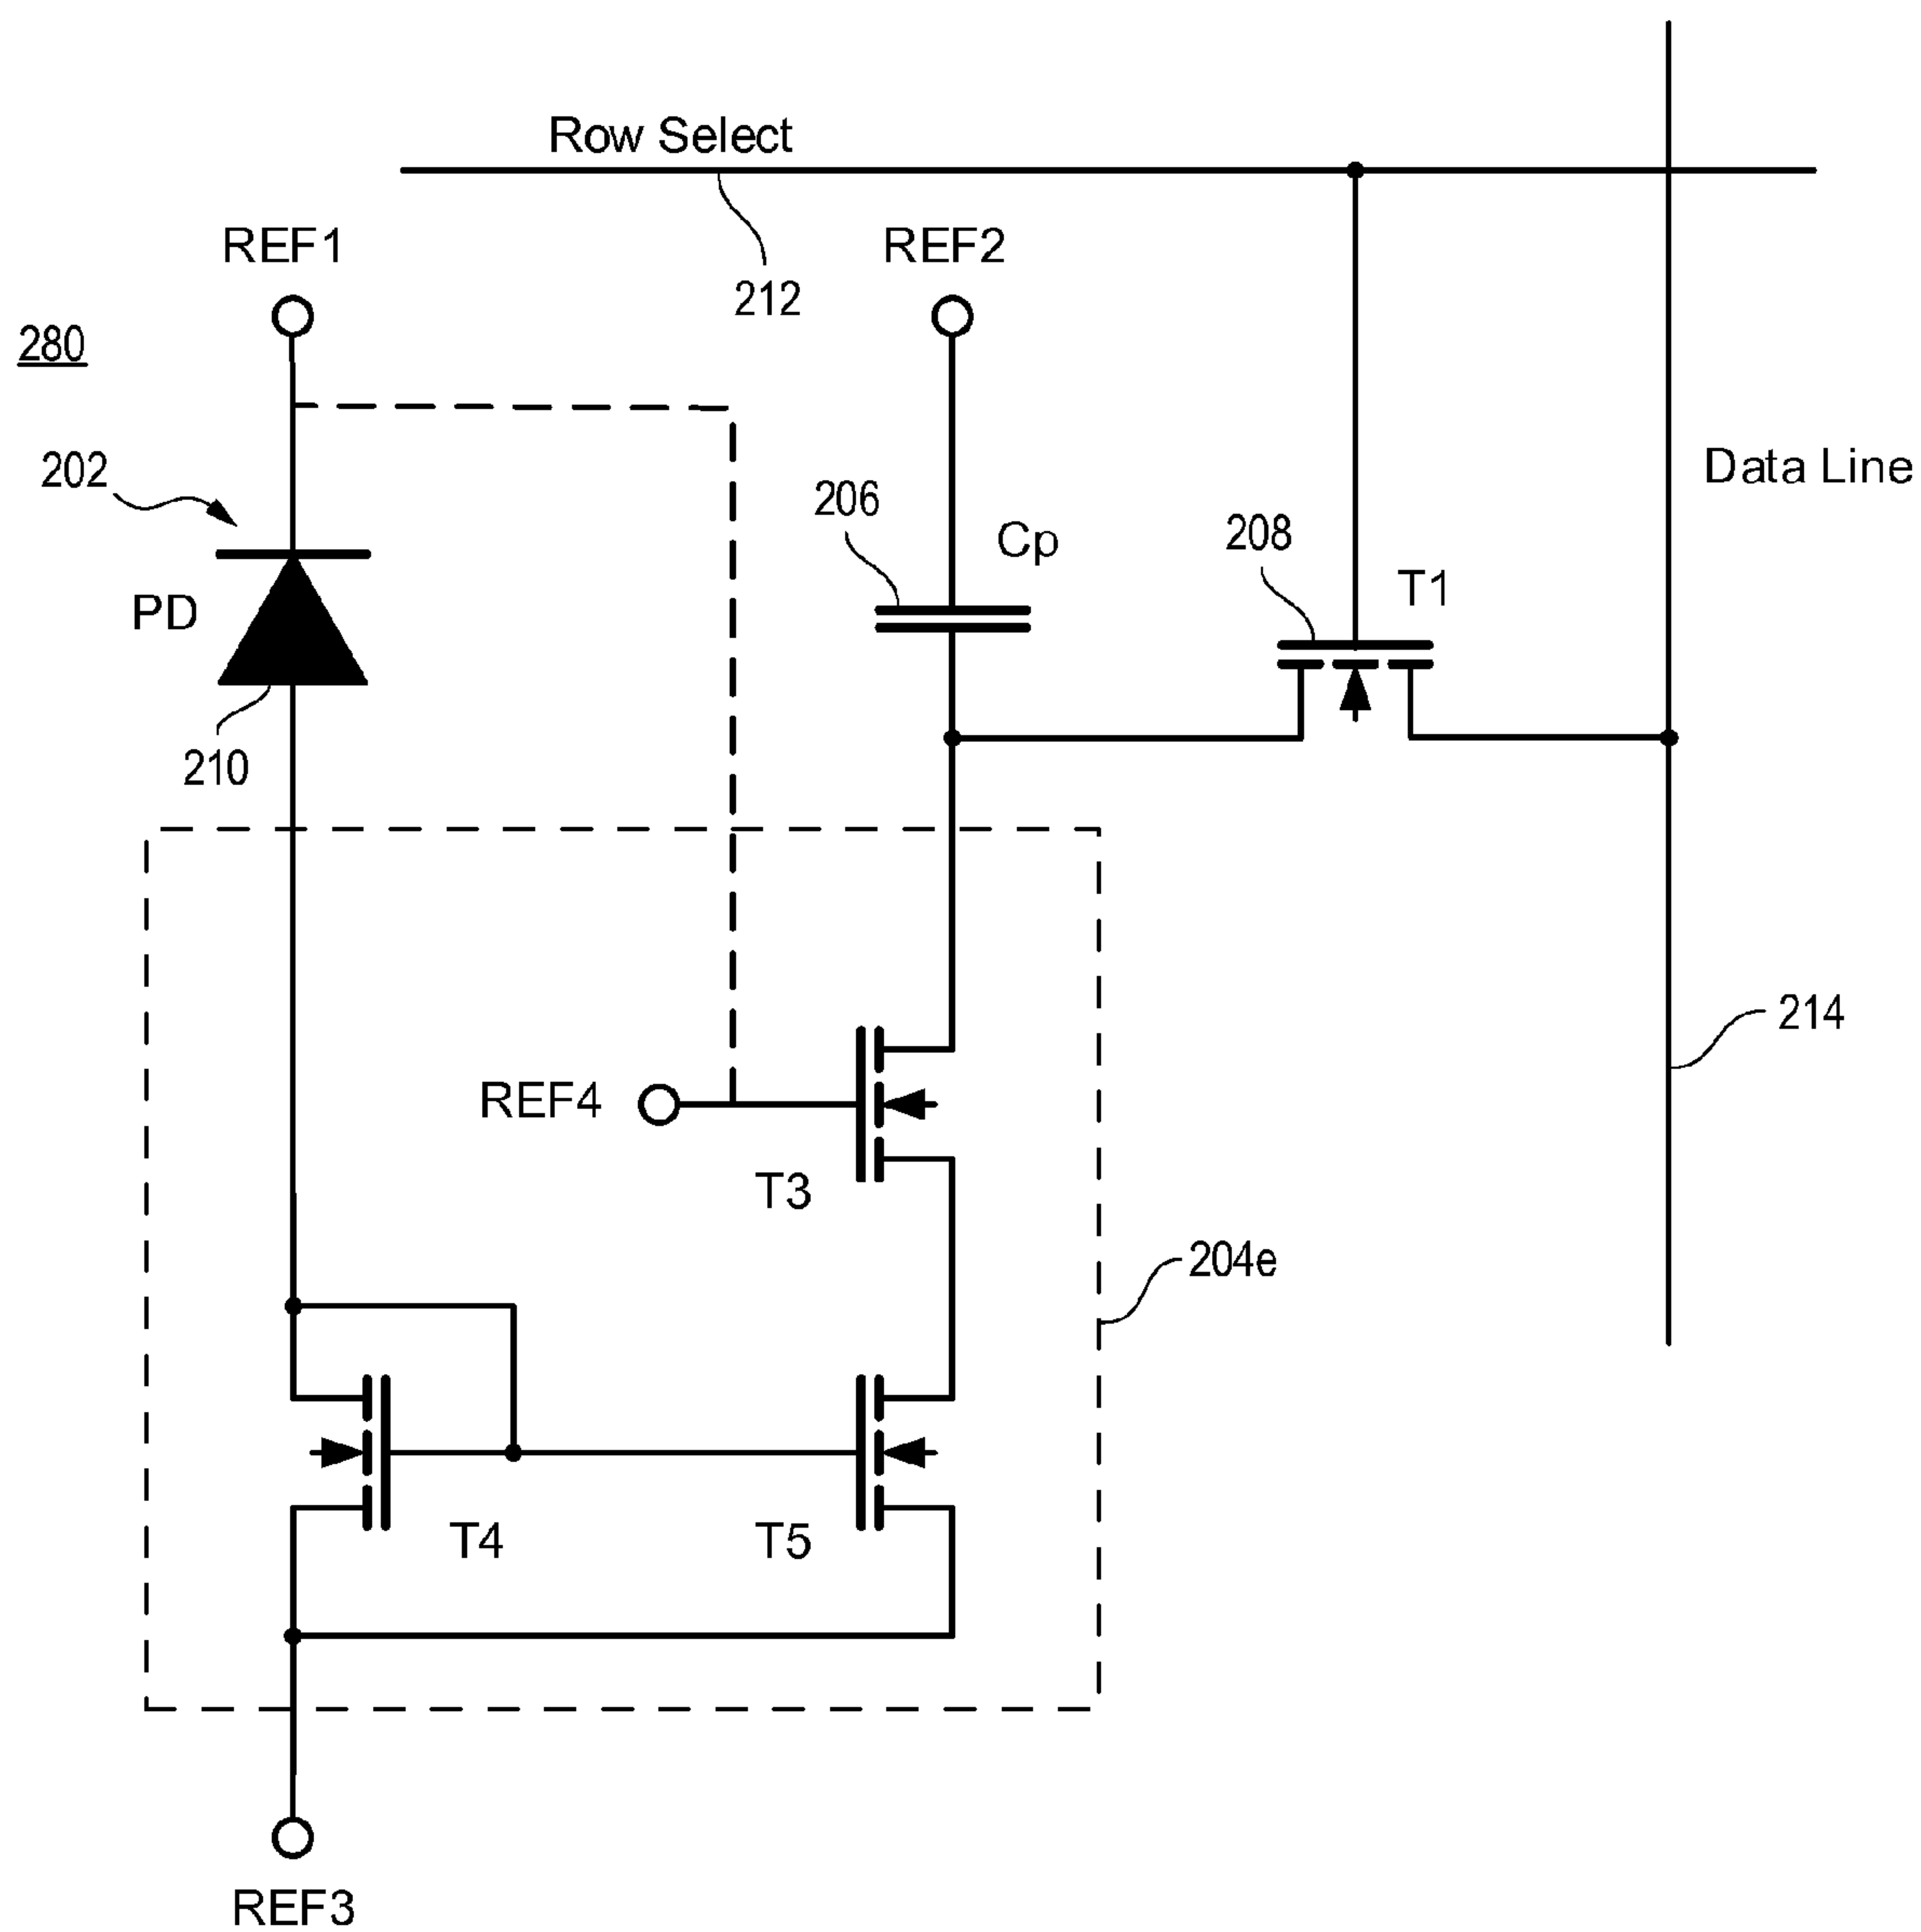 Row Select
REF1
REF2
212
280
202
Data Line
206
Cp
208
T1
PD
210
214
REF4
T3
204e
T4
T5
REF3